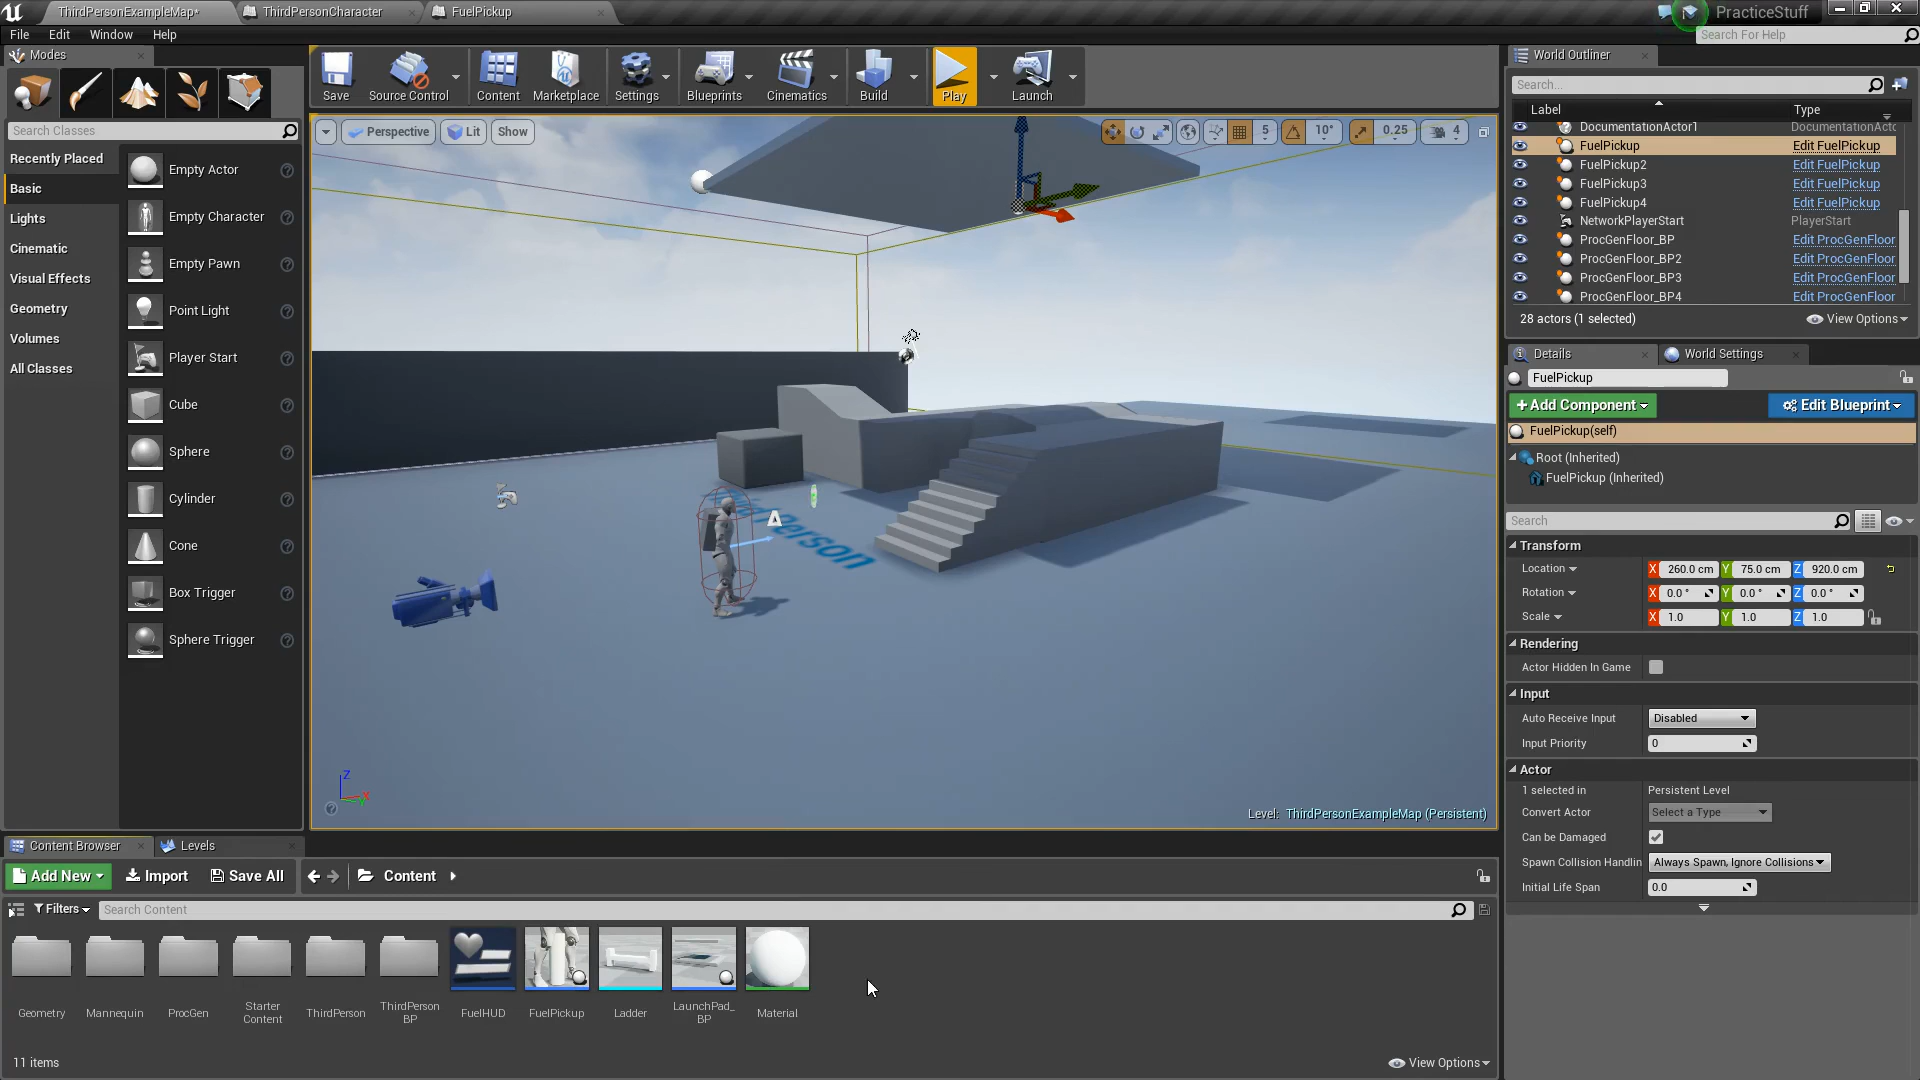 ThirdPersonExampleMap*
ThirdPersonCharacter
FuelPickup
PracticeStuff
File Edit Window Help
Search For Help
Modes
Search Classes
Recently Placed
Basic
Lights
Cinematic
Visual Effects
Geometry
Volumes
All Classes
Empty Actor
Empty Character
Empty Pawn
Point Light
Player Start
Cube
Sphere
Cylinder
Cone
Box Trigger
Sphere Trigger
Save
Source Control
Content
Marketplace
Settings
Blueprints
Cinematics
Build
Play
Launch
Perspective
Lit
Show
5
10°
0.25
4
Z
X
Level: ThirdPersonExampleMap (Persistent)
World Outliner
Search...
Label Type
DocumentationActor1 DocumentationActo
FuelPickup Edit FuelPickup
FuelPickup2 Edit FuelPickup
FuelPickup3 Edit FuelPickup
FuelPickup4 Edit FuelPickup
NetworkPlayerStart PlayerStart
ProcGenFloor_BP Edit ProcGenFloor
ProcGenFloor_BP2 Edit ProcGenFloor
ProcGenFloor_BP3 Edit ProcGenFloor
ProcGenFloor_BP4 Edit ProcGenFloor
28 actors (1 selected)
View Options
Details
World Settings
FuelPickup
+Add Component
Edit Blueprint
FuelPickup(self)
Root (Inherited)
FuelPickup (Inherited)
Search
Transform
Location X 260.0 cm Y 75.0 cm Z 920.0 cm
Rotation X 0.0 ° Y 0.0 ° Z 0.0 °
Scale X 1.0 Y 1.0 Z 1.0
Rendering
Actor Hidden In Game
Input
Auto Receive Input Disabled
Input Priority 0
Actor
1 selected in Persistent Level
Convert Actor Select a Type
Can be Damaged
Spawn Collision Handlin Always Spawn, Ignore Collisions
Initial Life Span 0.0
Content Browser
Levels
Add New
Import
Save All
Content
Filters
Search Content
Geometry
Mannequin
ProcGen
Starter
Content
ThirdPerson
ThirdPerson
BP
FuelHUD
FuelPickup
Ladder
LaunchPad_
BP
Material
11 items
View Options